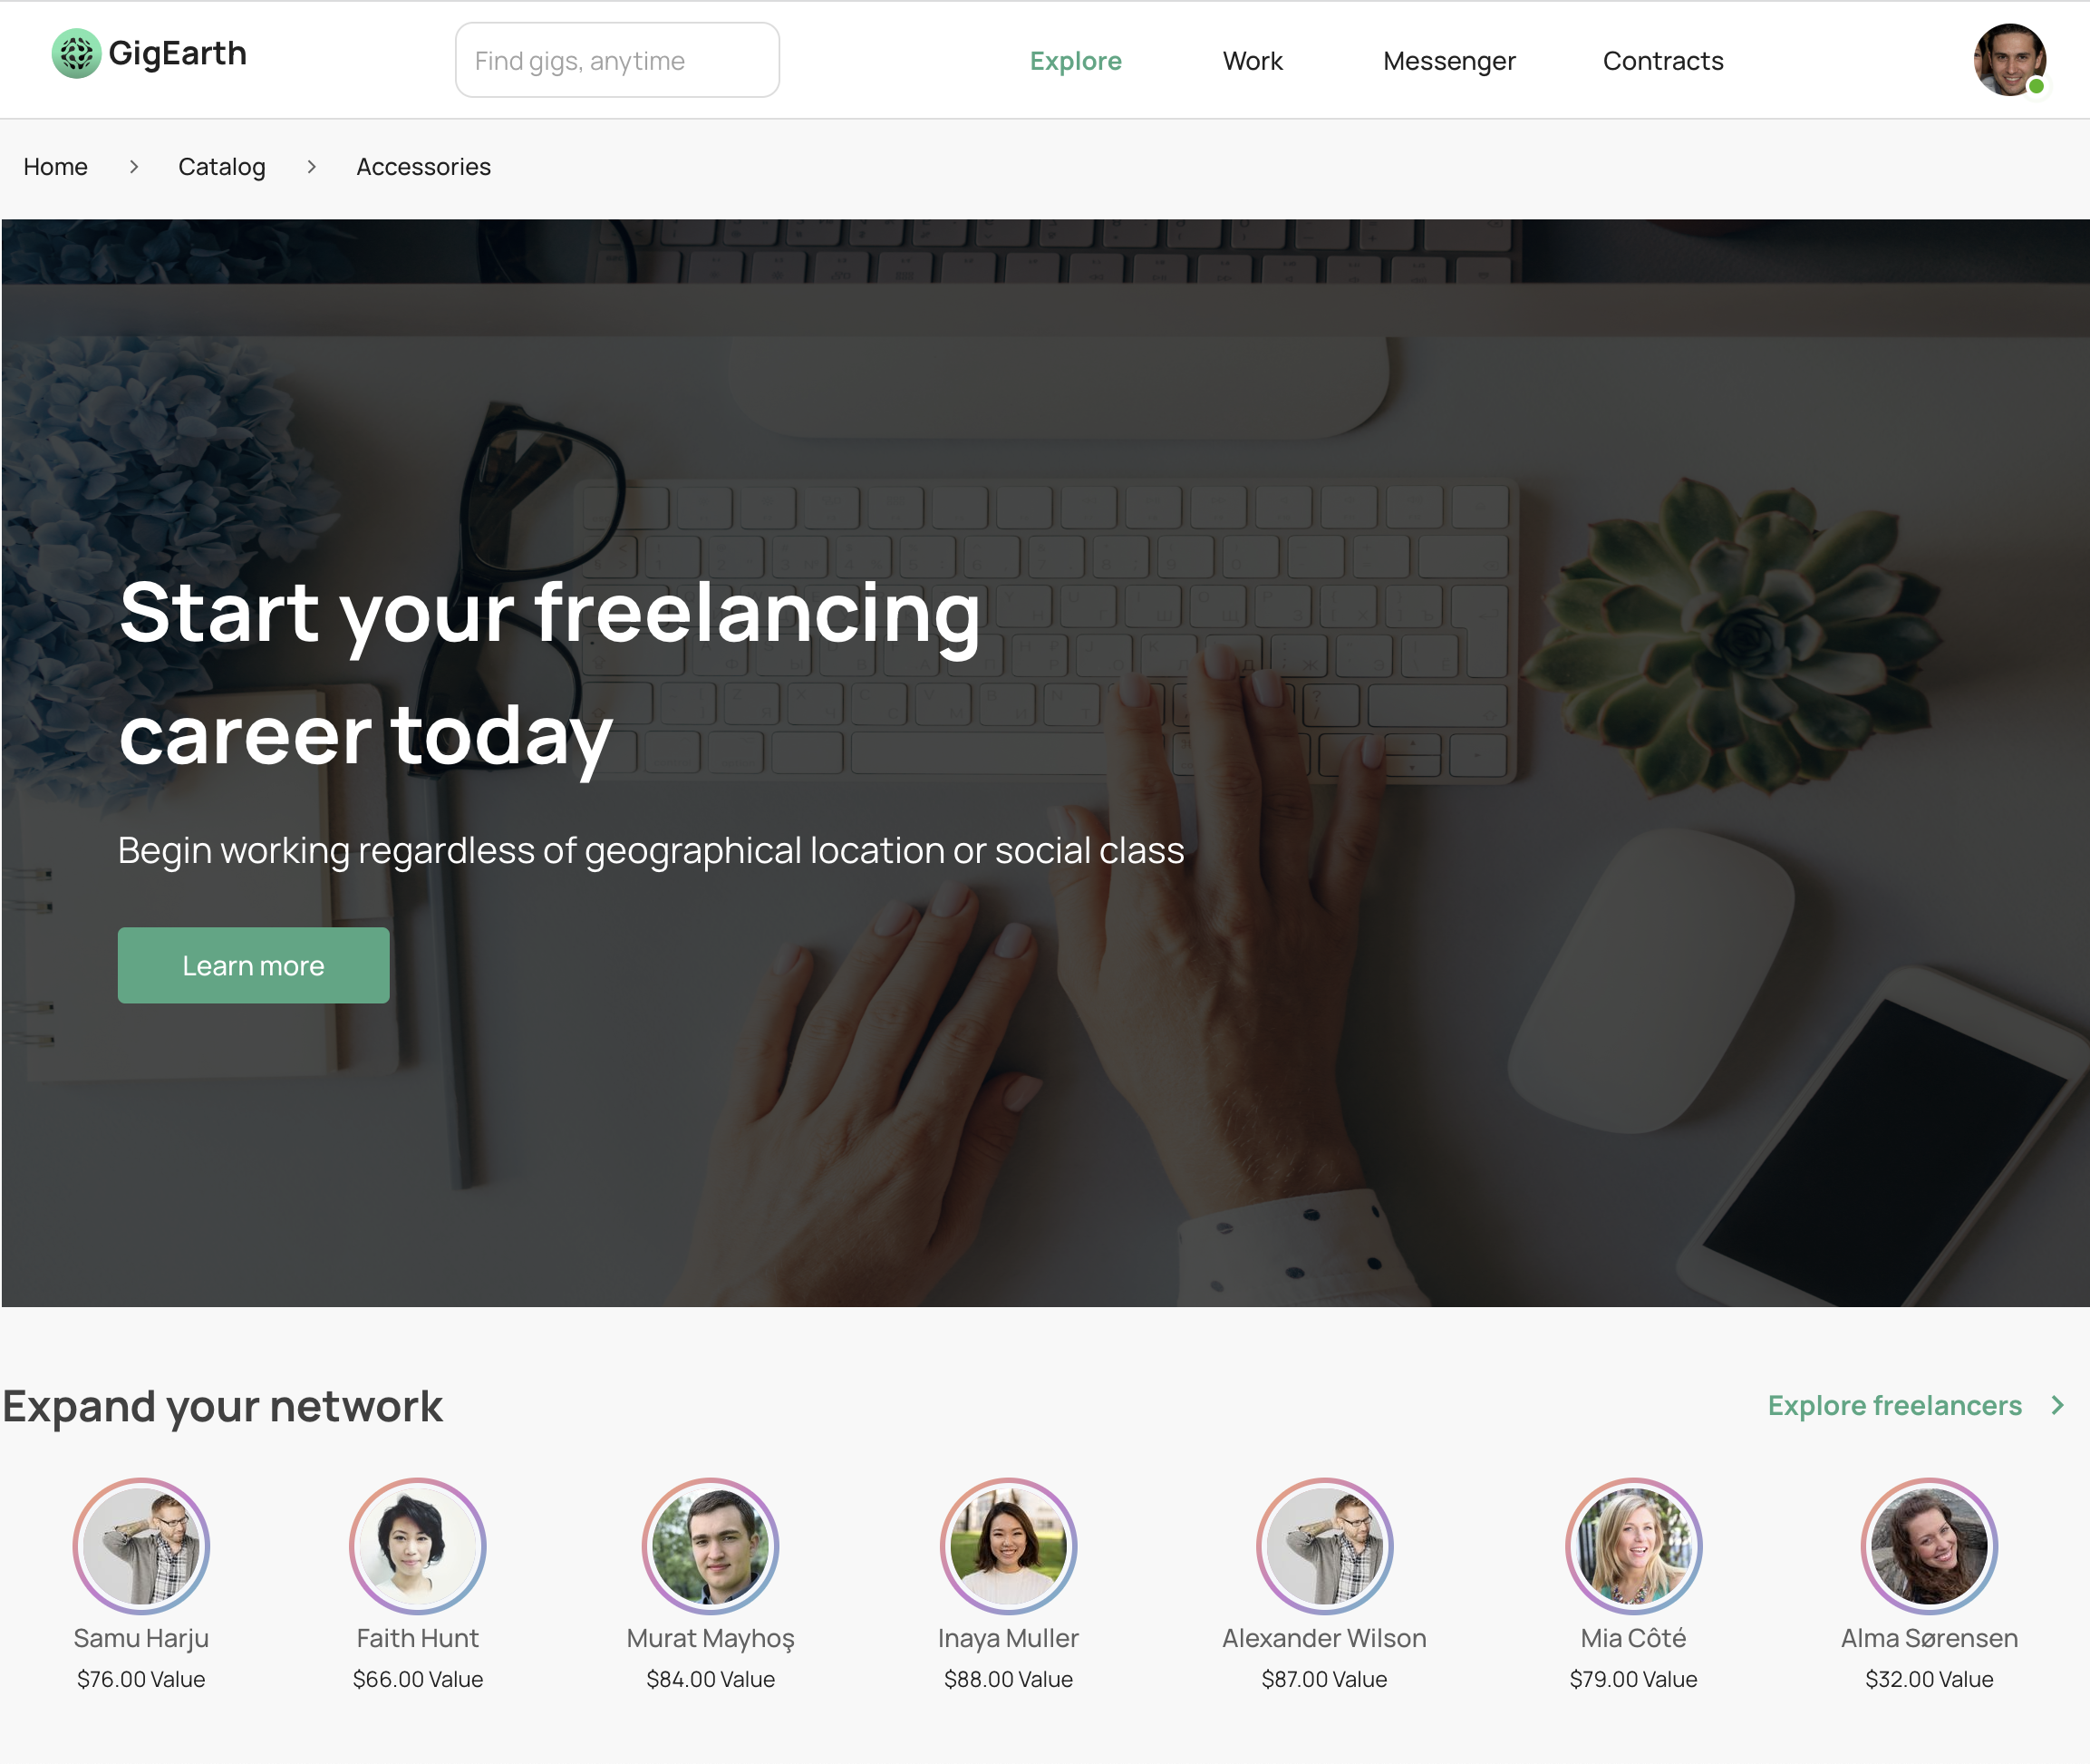 GigEarth
Find gigs, anytime
Explore
Work
Messenger
Contracts
Home
Catalog
Accessories
Start your freelancing
career today
Begin working regardless of geographical location or social class
Learn more
Expand your network
Explore freelancers
Samu Harju
$76.00 Value
Faith Hunt
$66.00 Value
Murat Mayhoş
$84.00 Value
Inaya Muller
$88.00 Value
Alexander Wilson
$87.00 Value
Mia Côté
$79.00 Value
Alma Sørensen
$32.00 Value